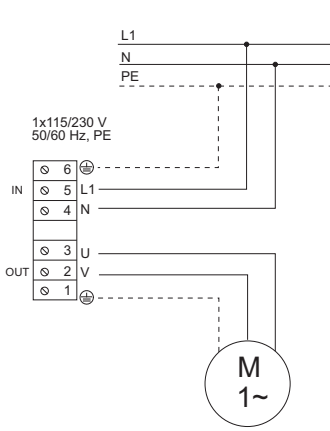 L1
N
PE
1x115/230 V
50/60 Hz, PE
6
IN 5 L1
4 N
3 U
OUT 2 V
1
M
1~